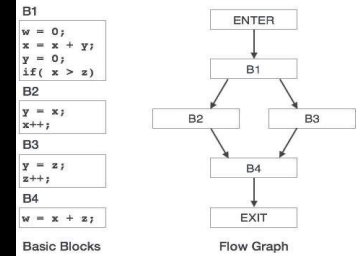 B1
w = 0;
x = x + y;
y = 0;
if( x > z)
B2
y = x;
x++;
B3
y = z;
z++;
B4
w = x + z;
Basic Blocks
ENTER
B1
B2 B3
B4
EXIT
Flow Graph